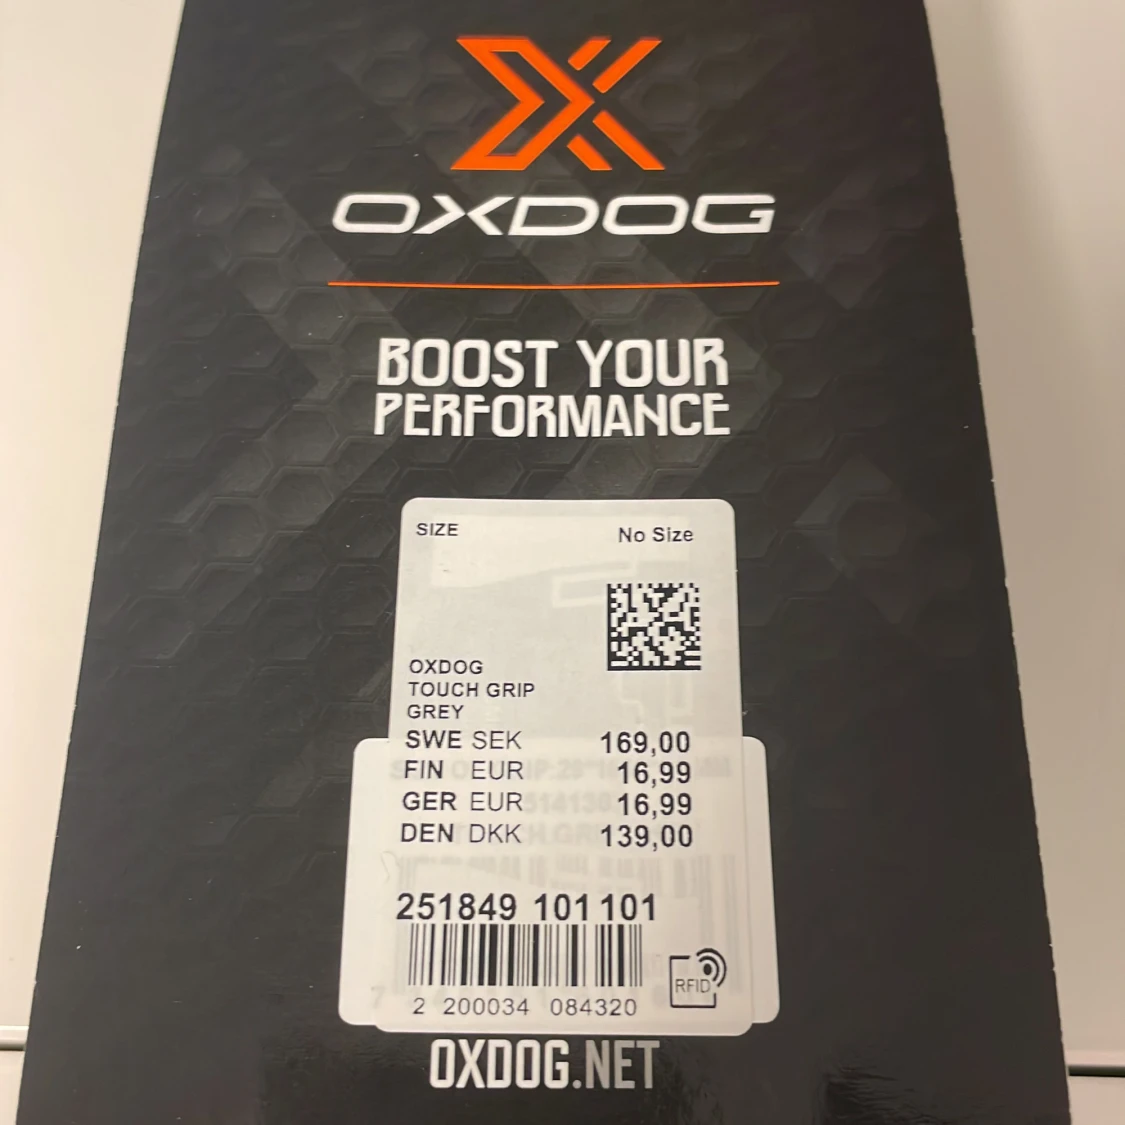 OXDOG
BOOST YOUR
PERFORMANCE
SIZE No Size
OXDOG
TOUCH GRIP
GREY
SWE SEK 169,00
FIN EUR 16,99
GER EUR 16,99
DEN DKK 139,00
251849 101 101
RFID
2 200034 084320
OXDOG.NET